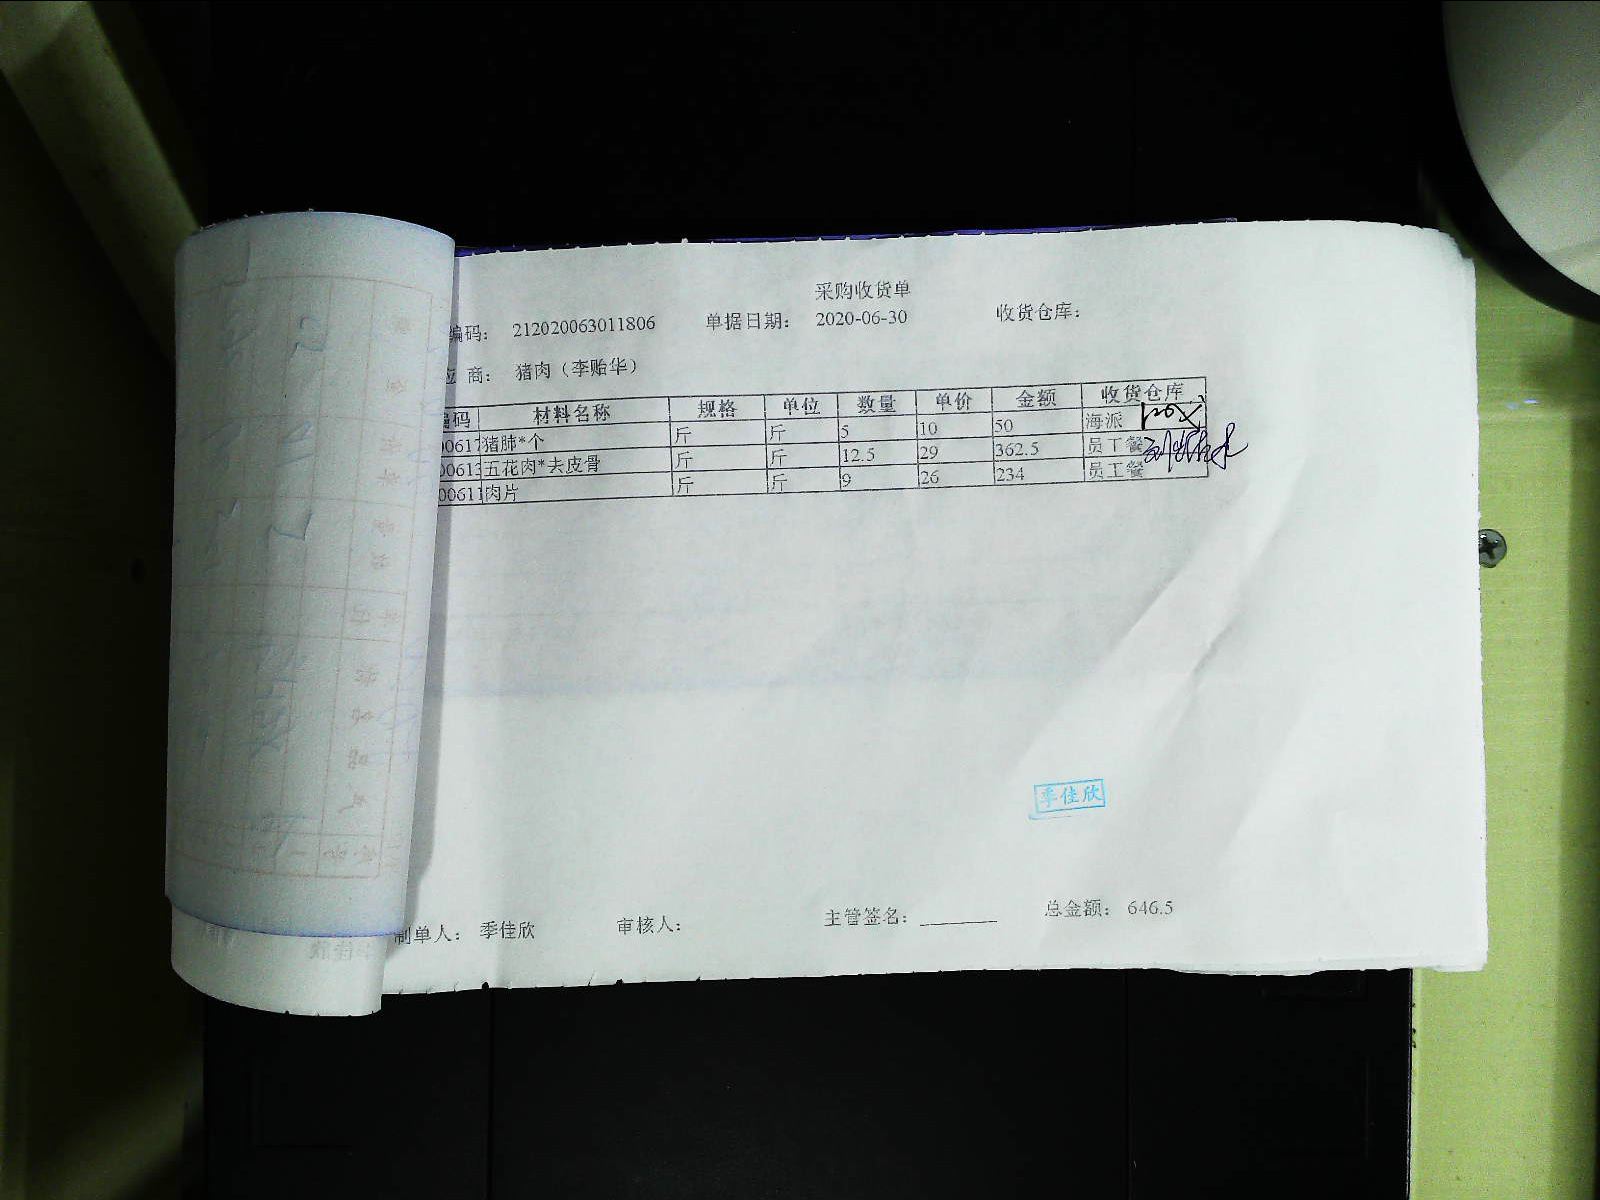 采购收货单
编码: 212020063011806 单据日期: 2020-06-30 收货仓库:
应 商: 猪肉（李贻华）
编码 材料名称 规格 单位 数量 单价 金额 收货仓库
00617 猪肺*个 斤 斤 5 10 50 海派
00613 五花肉*去皮骨 斤 斤 12.5 29 362.5 员工餐
00611 肉片 斤 斤 9 26 234 员工餐
季佳欣
制单人: 季佳欣 审核人: 主管签名: ________ 总金额: 646.5